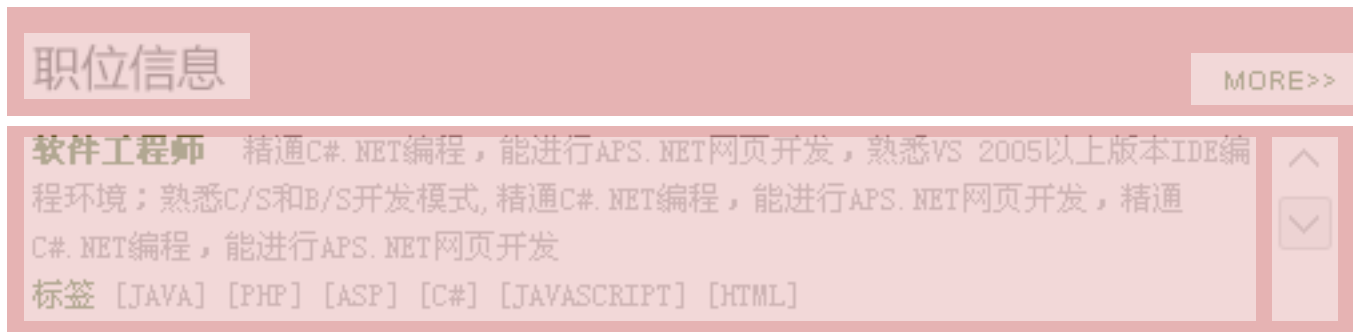 职位信息
MORE>>
软件工程师 精通C#.NET编程，能进行APS.NET网页开发，熟悉VS 2005以上版本IDE编
程环境；熟悉C/S和B/S开发模式,精通C#.NET编程，能进行APS.NET网页开发，精通
C#.NET编程，能进行APS.NET网页开发
标签 [JAVA] [PHP] [ASP] [C#] [JAVASCRIPT] [HTML]